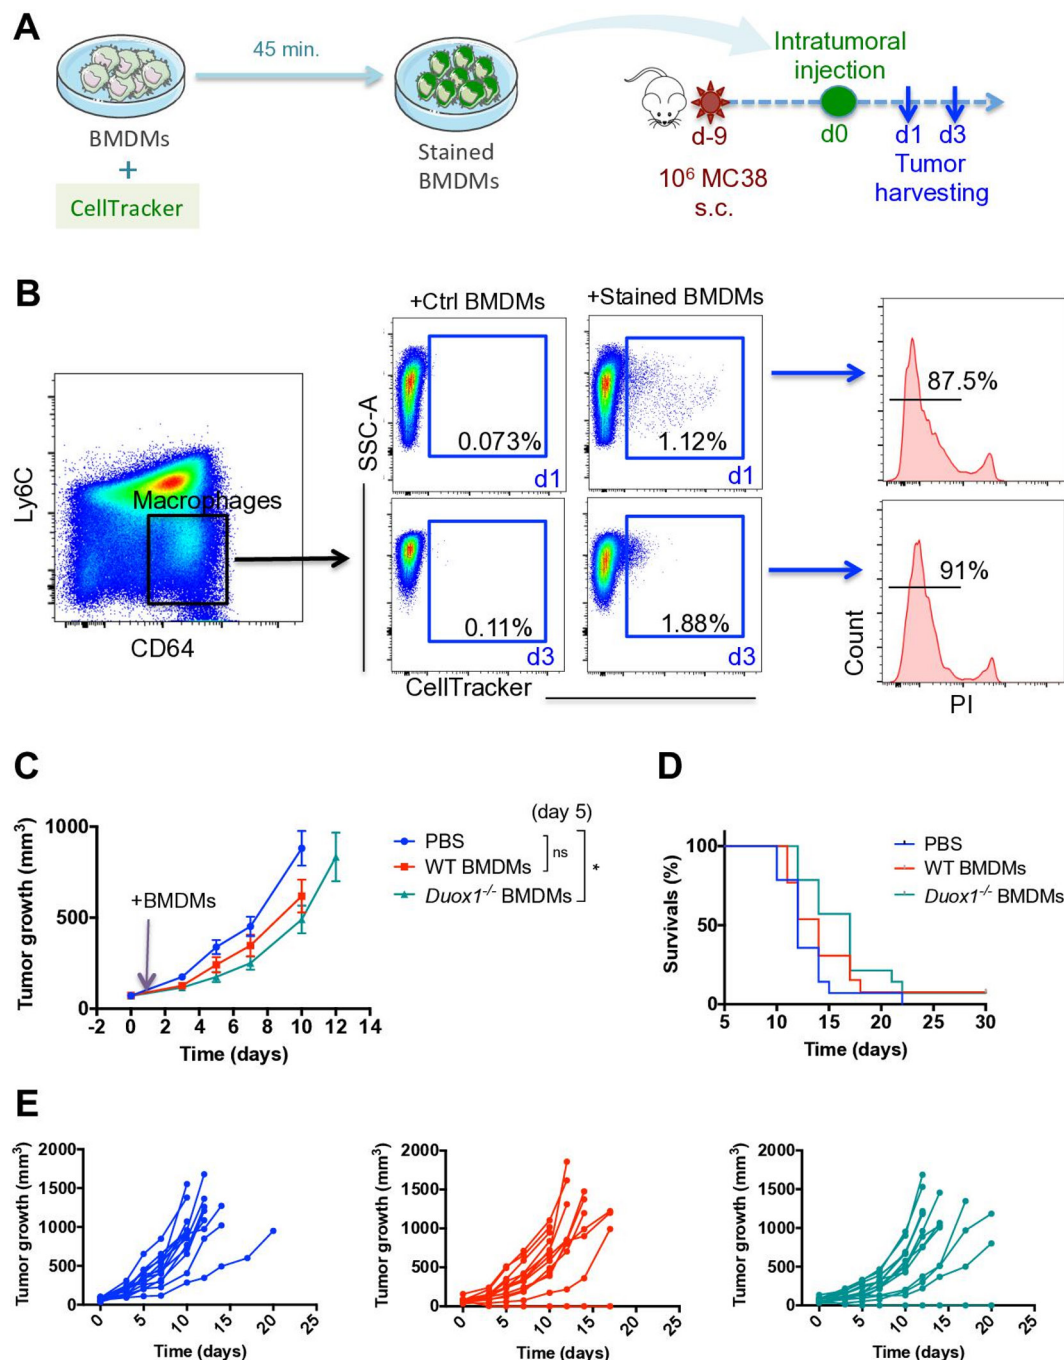 A
45 min.
BMDMs
+
CellTracker
Stained
BMDMs
Intratumoral
injection
d-9
d0
d1
d3
10⁶ MC38
s.c.
Tumor
harvesting
B
+Ctrl BMDMs
+Stained BMDMs
Ly6C
Macrophages
CD64
SSC-A
0.073%
d1
1.12%
d1
87.5%
0.11%
d3
1.88%
d3
91%
CellTracker
Count
PI
C
Tumor growth (mm³)
1000
500
0
+BMDMs
-2 0 2 4 6 8 10 12 14
Time (days)
(day 5)
PBS
WT BMDMs
Duox1⁻/⁻ BMDMs
ns
*
D
Survivals (%)
100
50
0
5 10 15 20 25 30
Time (days)
PBS
WT BMDMs
Duox1⁻/⁻ BMDMs
E
Tumor growth (mm³)
2000
1500
1000
500
0
0 5 10 15 20 25
Time (days)
Tumor growth (mm³)
2000
1500
1000
500
0
0 5 10 15 20 25
Time (days)
Tumor growth (mm³)
2000
1500
1000
500
0
0 5 10 15 20 25
Time (days)